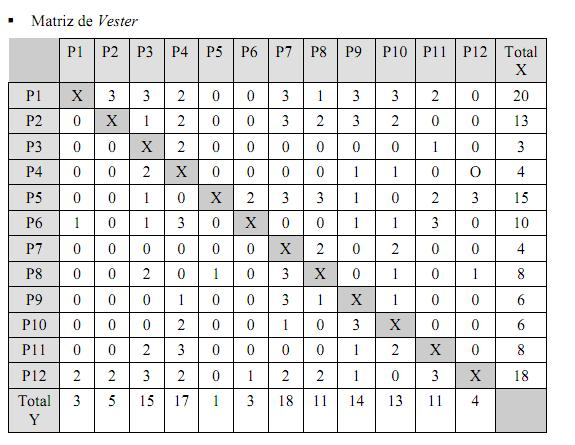 ▪ Matriz de Vester
P1 P2 P3 P4 P5 P6 P7 P8 P9 P10 P11 P12 Total X
P1 X 3 3 2 0 0 3 1 3 3 2 0 20
P2 0 X 1 2 0 0 3 2 3 2 0 0 13
P3 0 0 X 2 0 0 0 0 0 0 1 0 3
P4 0 0 2 X 0 0 0 0 1 1 0 O 4
P5 0 0 1 0 X 2 3 3 1 0 2 3 15
P6 1 0 1 3 0 X 0 0 1 1 3 0 10
P7 0 0 0 0 0 0 X 2 0 2 0 0 4
P8 0 0 2 0 1 0 3 X 0 1 0 1 8
P9 0 0 0 1 0 0 3 1 X 1 0 0 6
P10 0 0 0 2 0 0 1 0 3 X 0 0 6
P11 0 0 2 3 0 0 0 0 1 2 X 0 8
P12 2 2 3 2 0 1 2 2 1 0 3 X 18
Total Y 3 5 15 17 1 3 18 11 14 13 11 4